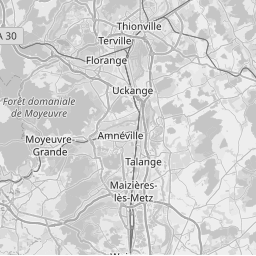 Thionville
Terville
A 30
Florange
Uckange
Forêt domaniale
de Moyeuvre
Amnéville
Moyeuvre-
Grande
Talange
Maizières-
lès-Metz